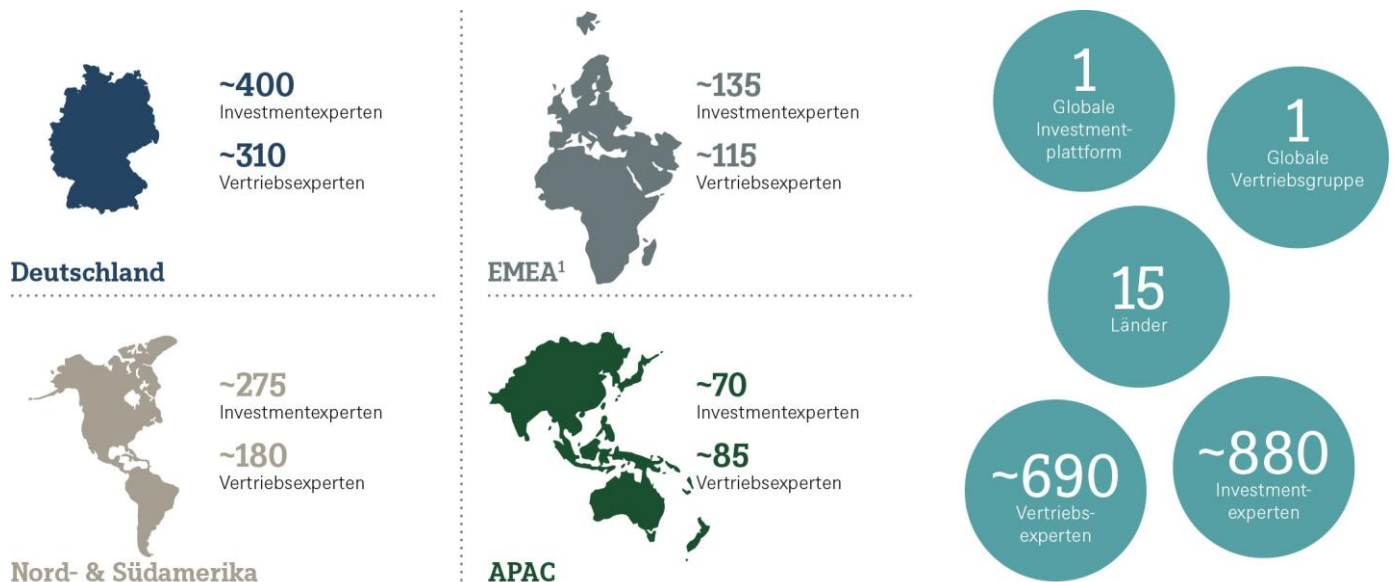 ~400
Investmentexperten
~310
Vertriebsexperten
Deutschland
~135
Investmentexperten
~115
Vertriebsexperten
EMEA¹
~275
Investmentexperten
~180
Vertriebsexperten
Nord- & Südamerika
~70
Investmentexperten
~85
Vertriebsexperten
APAC
1
Globale
Investment-
plattform
1
Globale
Vertriebsgruppe
15
Länder
~690
Vertriebs-
experten
~880
Investment-
experten